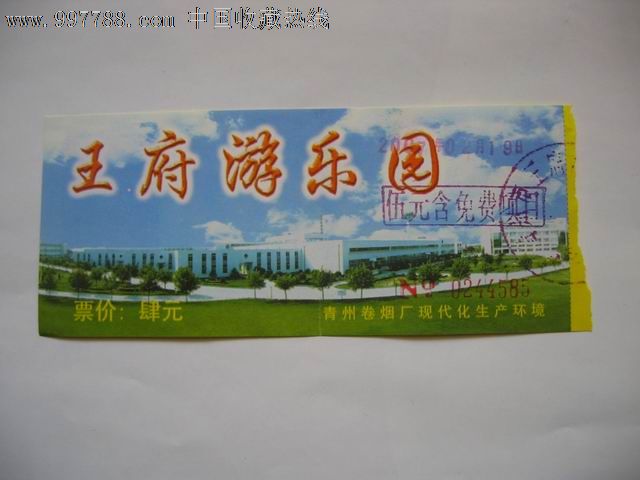 www.997788.com 中国收藏热线
王府游乐园
伍元含免费项目
№ 0244585
票价：肆元
青州卷烟厂现代化生产环境